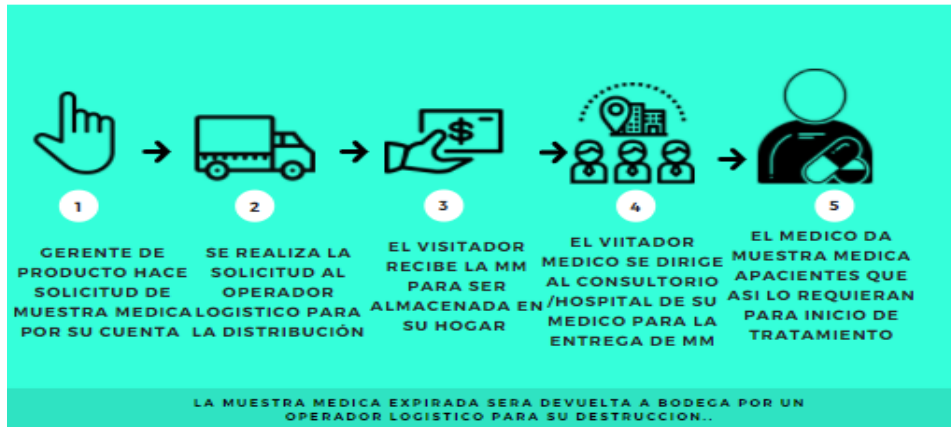 $
1
GERENTE DE
PRODUCTO HACE
SOLICITUD DE
MUESTRA MEDICA
POR SU CUENTA
2
SE REALIZA LA
SOLICITUD AL
OPERADOR
LOGISTICO PARA
LA DISTRIBUCIÓN
3
EL VISITADOR
RECIBE LA MM
PARA SER
ALMACENADA EN
SU HOGAR
4
EL VIITADOR
MEDICO SE DIRIGE
AL CONSULTORIO
/HOSPITAL DE SU
MEDICO PARA LA
ENTREGA DE MM
5
EL MEDICO DA
MUESTRA MEDICA
APACIENTES QUE
ASI LO REQUIERAN
PARA INICIO DE
TRATAMIENTO
LA MUESTRA MEDICA EXPIRADA SERA DEVUELTA A BODEGA POR UN
OPERADOR LOGISTICO PARA SU DESTRUCCION..